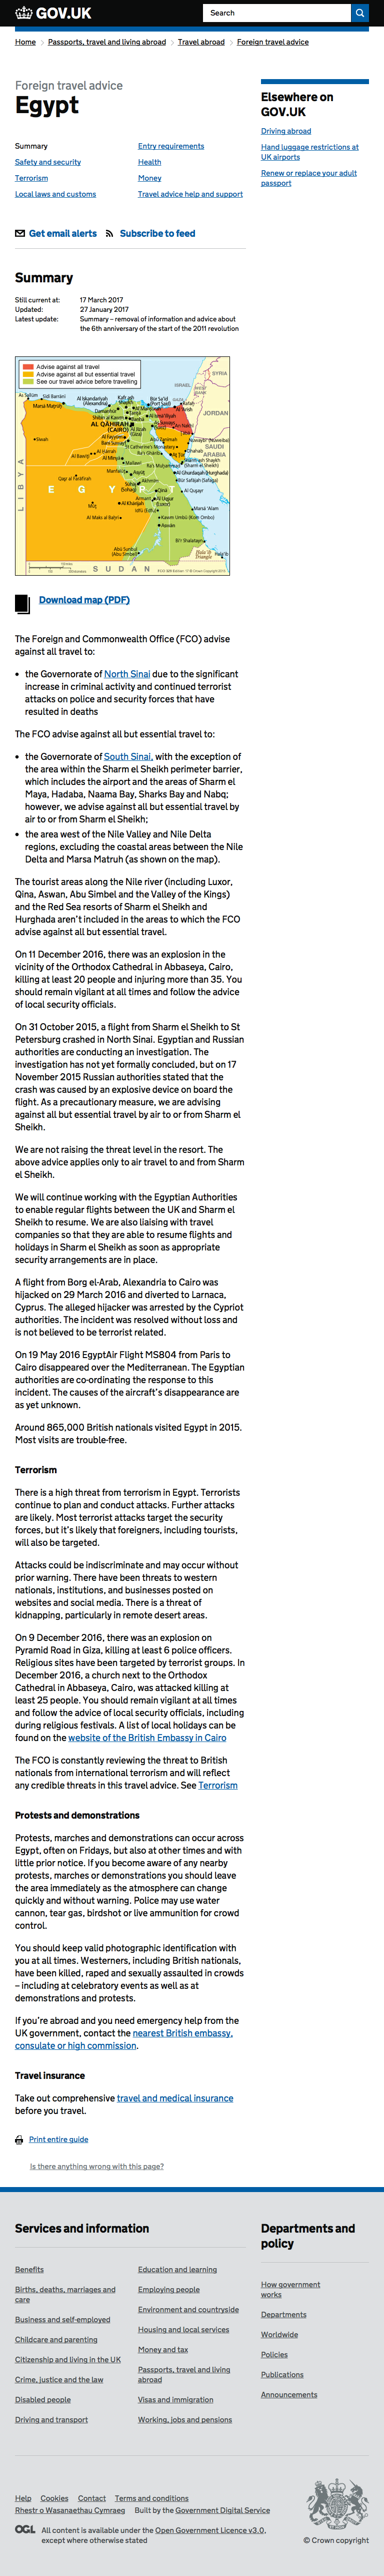 GOV.UK
Search
Home
Passports, travel and living abroad
Travel abroad
Foreign travel advice
Foreign travel advice
Egypt
Summary
Safety and security
Terrorism
Local laws and customs
Entry requirements
Health
Money
Travel advice help and support
Elsewhere on
GOV.UK
Driving abroad
Hand luggage restrictions at
UK airports
Renew or replace your adult
passport
Get email alerts
Subscribe to feed
Summary
Still current at: 17 March 2017
Updated: 27 January 2017
Latest update: Summary – removal of information and advice about
the 6th anniversary of the start of the 2011 revolution
Advise against all travel
Advise against all but essential travel
See our travel advice before travelling
SYRIA
ISRAEL
JORDAN
SAUDI
ARABIA
LIBYA
EGYPT
SUDAN
AL QĀHIRAH
(CAIRO)
Siwah
Aswān
Download map (PDF)
The Foreign and Commonwealth Office (FCO) advise
against all travel to:
the Governorate of North Sinai due to the significant
increase in criminal activity and continued terrorist
attacks on police and security forces that have
resulted in deaths
The FCO advise against all but essential travel to:
the Governorate of South Sinai, with the exception of
the area within the Sharm el Sheikh perimeter barrier,
which includes the airport and the areas of Sharm el
Maya, Hadaba, Naama Bay, Sharks Bay and Nabq;
however, we advise against all but essential travel by
air to or from Sharm el Sheikh;
the area west of the Nile Valley and Nile Delta
regions, excluding the coastal areas between the Nile
Delta and Marsa Matruh (as shown on the map).
The tourist areas along the Nile river (including Luxor,
Qina, Aswan, Abu Simbel and the Valley of the Kings)
and the Red Sea resorts of Sharm el Sheikh and
Hurghada aren't included in the areas to which the FCO
advise against all but essential travel.
On 11 December 2016, there was an explosion in the
vicinity of the Orthodox Cathedral in Abbaseya, Cairo,
killing at least 20 people and injuring more than 35. You
should remain vigilant at all times and follow the advice
of local security officials.
On 31 October 2015, a flight from Sharm el Sheikh to St
Petersburg crashed in North Sinai. Egyptian and Russian
authorities are conducting an investigation. The
investigation has not yet formally concluded, but on 17
November 2015 Russian authorities stated that the
crash was caused by an explosive device on board the
flight. As a precautionary measure, we are advising
against all but essential travel by air to or from Sharm el
Sheikh.
We are not raising the threat level in the resort. The
above advice applies only to air travel to and from Sharm
el Sheikh.
We will continue working with the Egyptian Authorities
to enable regular flights between the UK and Sharm el
Sheikh to resume. We are also liaising with travel
companies so that they are ready to resume flights and
holidays in Sharm el Sheikh as soon as appropriate
security arrangements are in place.
A flight from Borg el-Arab, Alexandria to Cairo was
hijacked on 29 March 2016 and diverted to Larnaca,
Cyprus. The alleged hijacker was arrested by the Cypriot
authorities. The incident was resolved without loss and
is not believed to be terrorist related.
On 19 May 2016 EgyptAir Flight MS804 from Paris to
Cairo disappeared over the Mediterranean. The Egyptian
authorities are co-ordinating the response to this
incident. The causes of the aircraft's disappearance are
as yet unknown.
Around 865,000 British nationals visited Egypt in 2015.
Most visits are trouble-free.
Terrorism
There is a high threat from terrorism in Egypt. Terrorists
continue to plan and conduct attacks. Further attacks
are likely. Most terrorist attacks target the security
forces, but it's likely that foreigners, including tourists,
will also be targeted.
Attacks could be indiscriminate and may occur without
prior warning. There have been threats to western
nationals, institutions, and businesses posted on
websites and social media. There is a threat of
kidnapping, particularly in remote desert areas.
On 9 December 2016, there was an explosion on
Pyramid Road in Giza, killing at least 6 police officers.
Religious sites have been targeted by terrorist groups. In
December 2016, a church next to the Orthodox
Cathedral in Abbaseya, Cairo, was attacked killing at
least 25 people. You should remain vigilant at all times
and follow the advice of local security officials, including
during religious festivals. A list of local holidays can be
found on the website of the British Embassy in Cairo
The FCO is constantly reviewing the threat to British
nationals from international terrorism and will reflect
any credible threats in this travel advice. See Terrorism
Protests and demonstrations
Protests, marches and demonstrations can occur across
Egypt, often on Fridays, but also at other times and with
little prior notice. If you become aware of any nearby
protests, marches or demonstrations you should leave
the area immediately as the atmosphere can change
quickly and without warning. Police may use water
cannon, tear gas, birdshot or live ammunition for crowd
control.
You should keep valid photographic identification with
you at all times. Westerners, including British nationals,
have been killed, raped and sexually assaulted in crowds
– including at celebratory events as well as at
demonstrations and protests.
If you're abroad and you need emergency help from the
UK government, contact the nearest British embassy,
consulate or high commission.
Travel insurance
Take out comprehensive travel and medical insurance
before you travel.
Print entire guide
Is there anything wrong with this page?
Services and information
Benefits
Births, deaths, marriages and
care
Business and self-employed
Childcare and parenting
Citizenship and living in the UK
Crime, justice and the law
Disabled people
Driving and transport
Education and learning
Employing people
Environment and countryside
Housing and local services
Money and tax
Passports, travel and living
abroad
Visas and immigration
Working, jobs and pensions
Departments and
policy
How government
works
Departments
Worldwide
Policies
Publications
Announcements
Help
Cookies
Contact
Terms and conditions
Rhestr o Wasanaethau Cymraeg
Built by the Government Digital Service
OGL
All content is available under the Open Government Licence v3.0,
except where otherwise stated
© Crown copyright